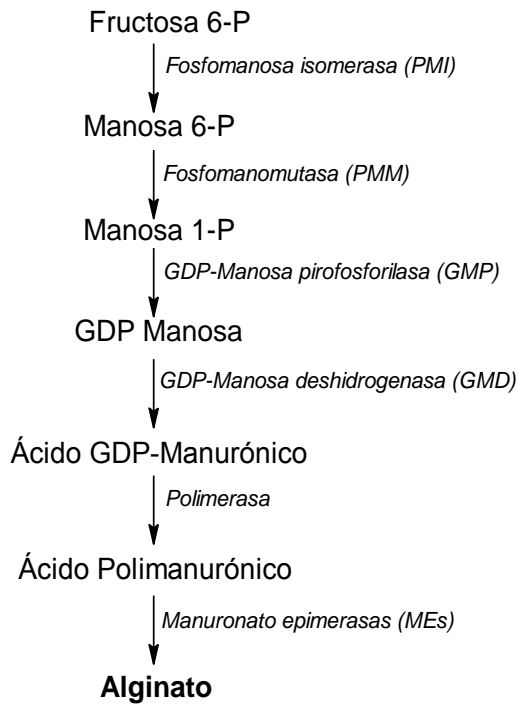 Fructosa 6-P
Fosfomanosa isomerasa (PMI)
Manosa 6-P
Fosfomanomutasa (PMM)
Manosa 1-P
GDP-Manosa pirofosforilasa (GMP)
GDP Manosa
GDP-Manosa deshidrogenasa (GMD)
Ácido GDP-Manurónico
Polimerasa
Ácido Polimanurónico
Manuronato epimerasas (MEs)
Alginato